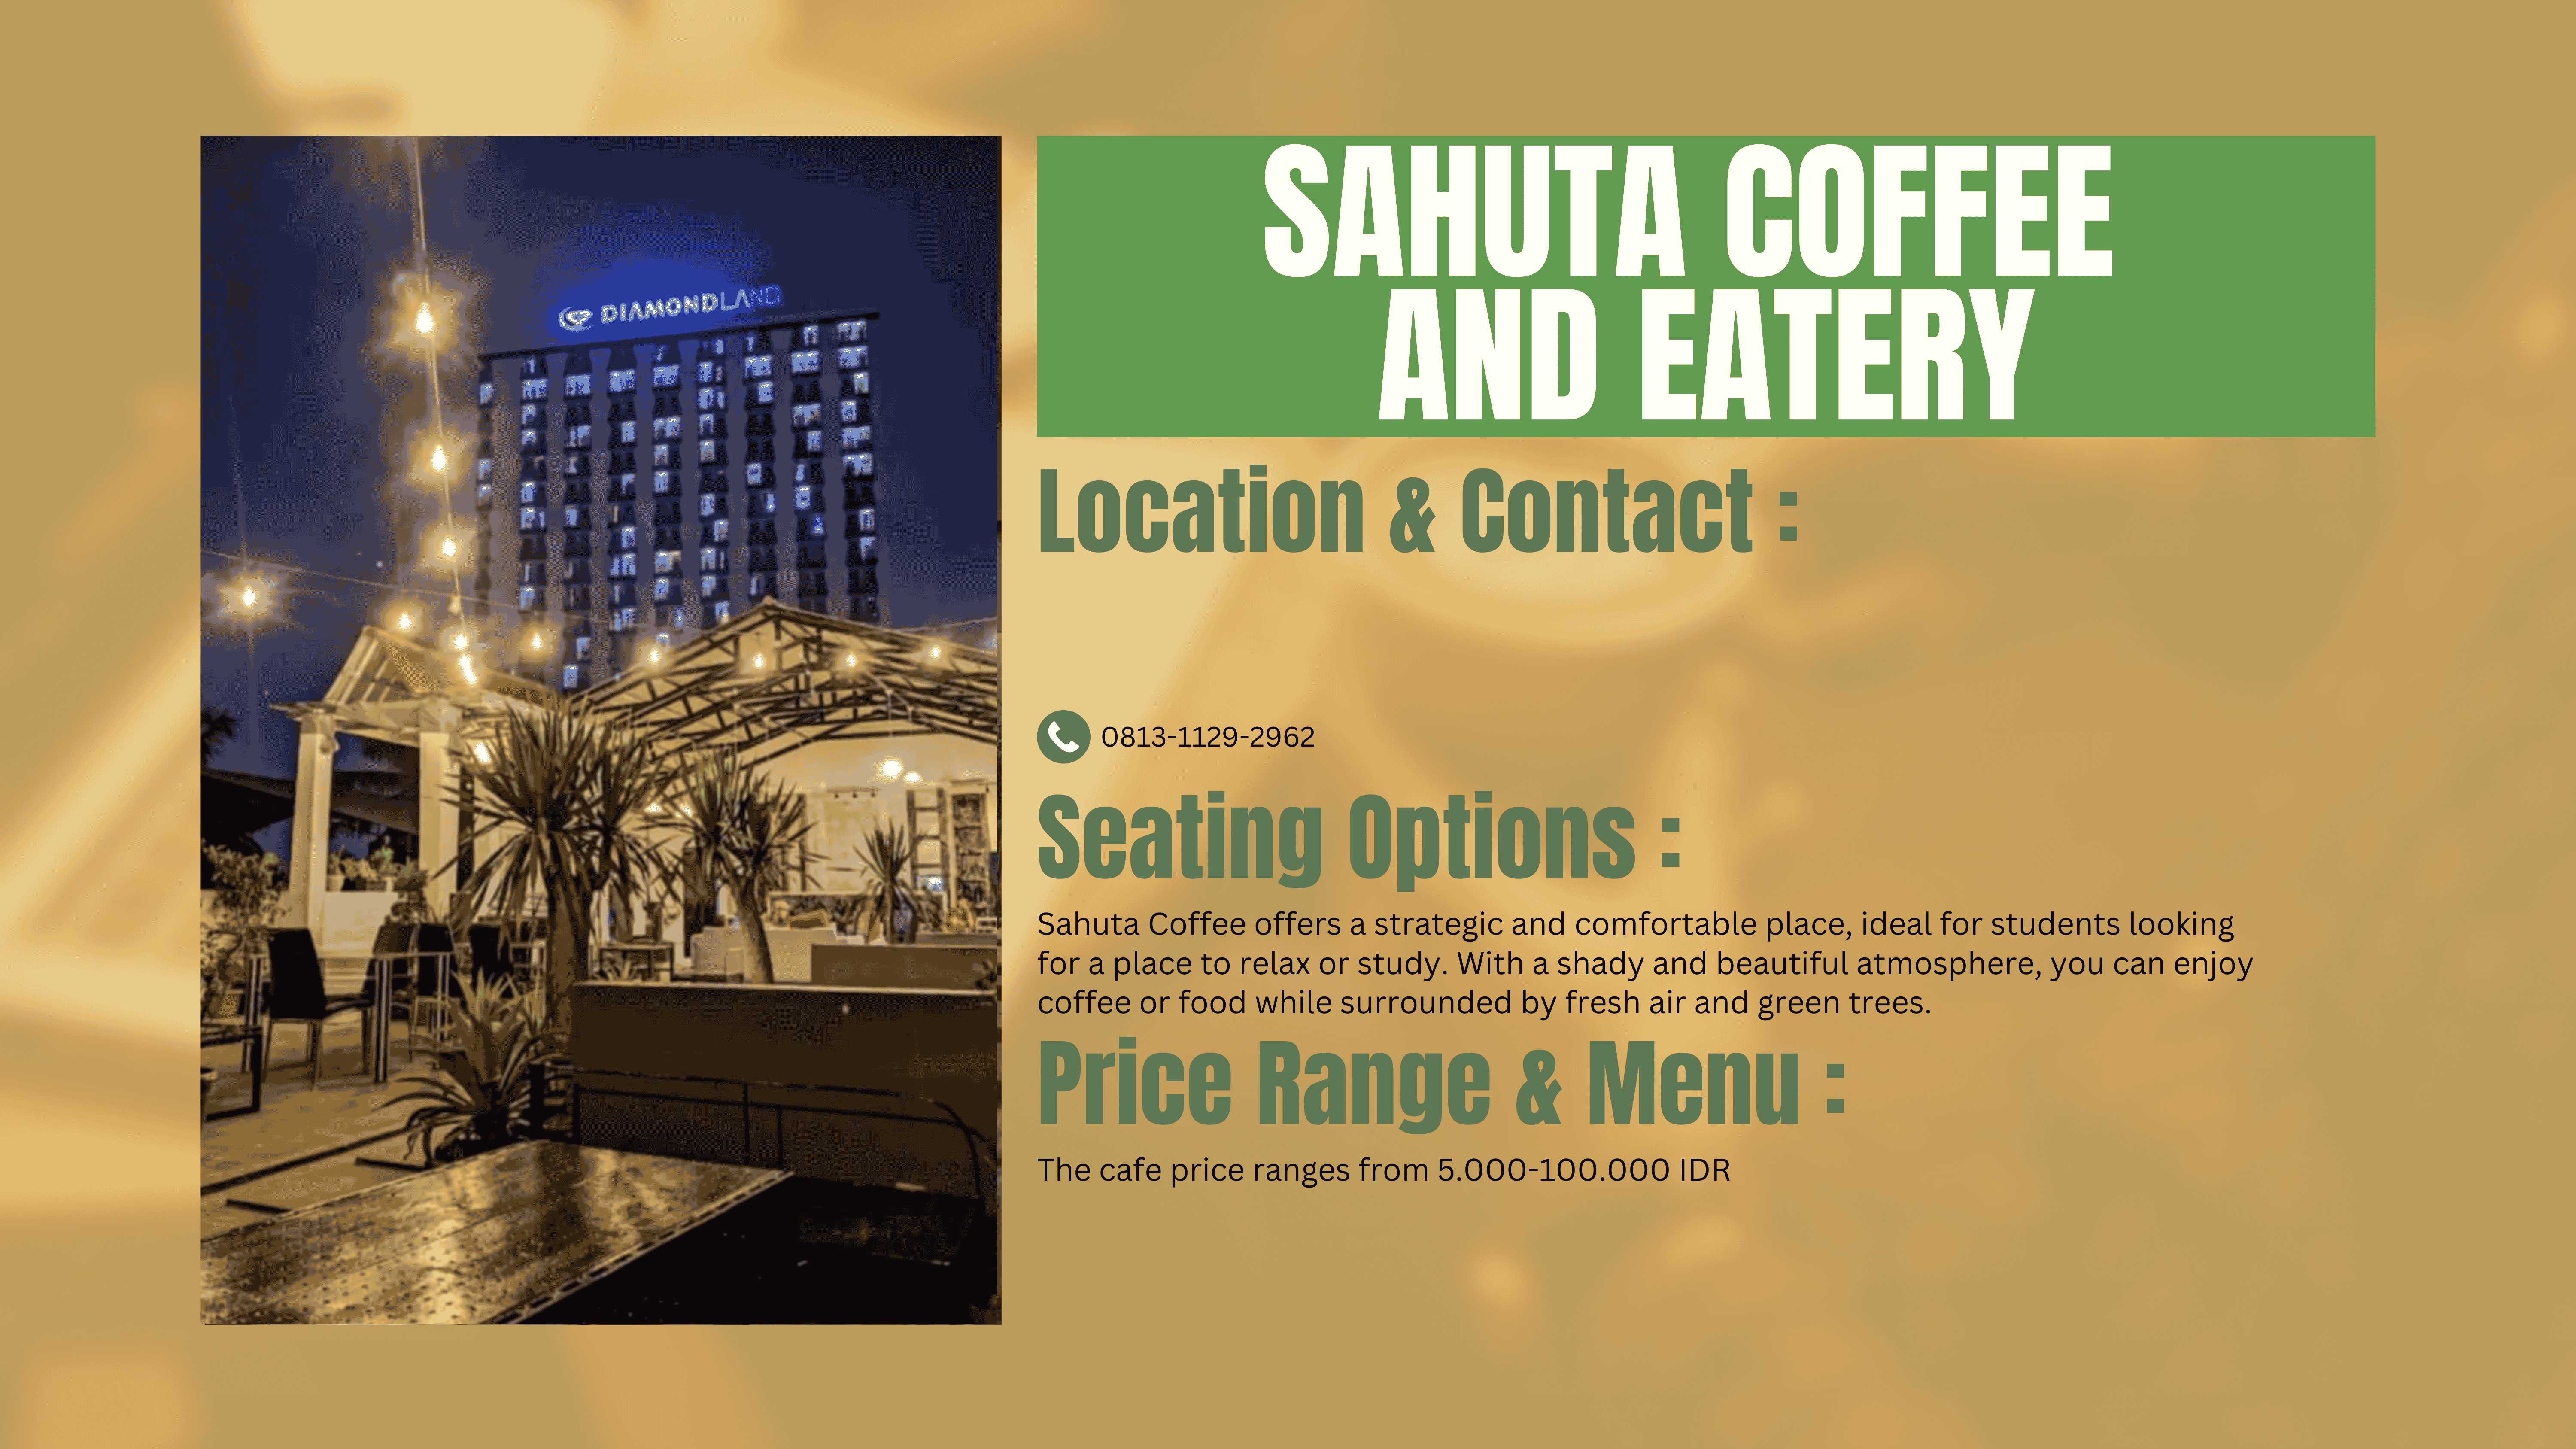 DIAMONDLAND
SAHUTA COFFEE
AND EATERY
Location & Contact :
0813-1129-2962
Seating Options :
Sahuta Coffee offers a strategic and comfortable place, ideal for students looking
for a place to relax or study. With a shady and beautiful atmosphere, you can enjoy
coffee or food while surrounded by fresh air and green trees.
Price Range & Menu :
The cafe price ranges from 5.000-100.000 IDR